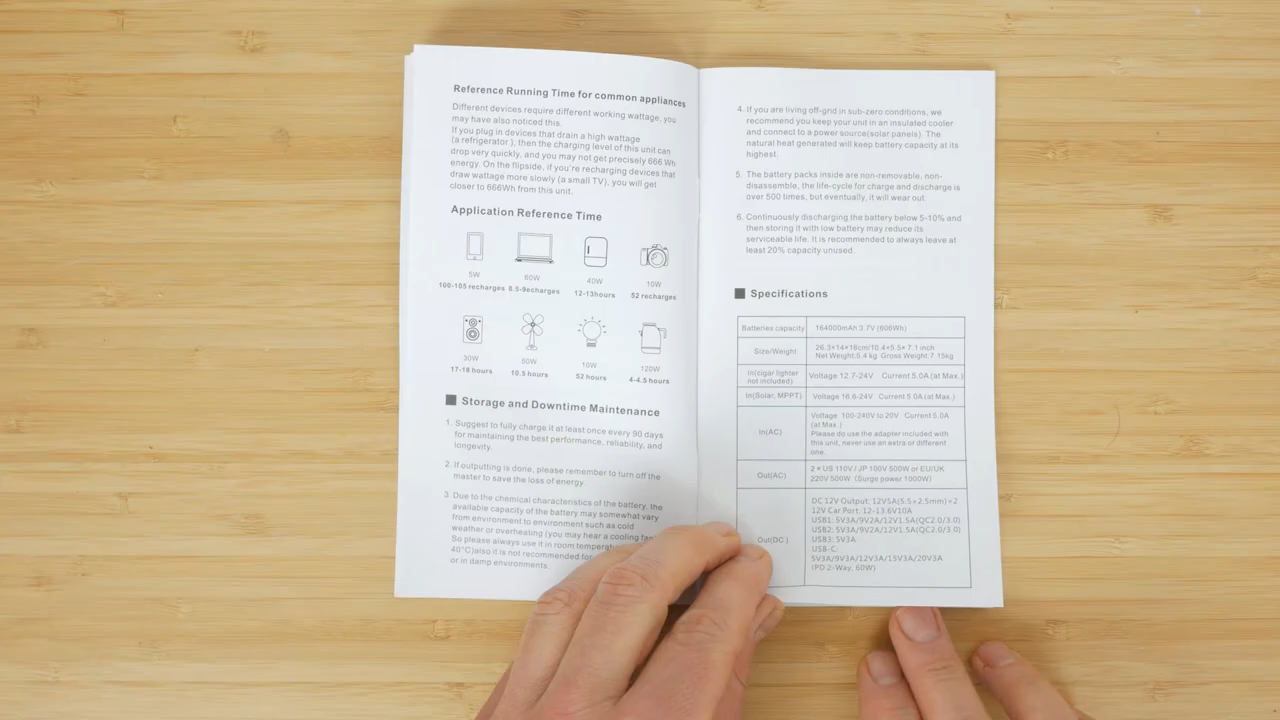 Reference Running Time for common appliances
Different devices require different working wattage, you
may have also noticed this.
If you plug in devices that drain a high wattage
(a refrigerator.), then the charging level of this unit can
drop very quickly, and you may not get precisely 666 Wh
energy. On the flipside, if you're recharging devices that
draw wattage more slowly (a small TV), you will get
closer to 666Wh from this unit.
Application Reference Time
5W
60W
40W
10W
100-105 recharges
8.5-9recharges
12-13hours
52 recharges
30W
50W
10W
120W
17-18 hours
10.5 hours
52 hours
4-4.5 hours
Storage and Downtime Maintenance
1. Suggest to fully charge it at least once every 90 days
for maintaining the best performance, reliability, and
longevity.
2. If outputting is done, please remember to turn off the
master to save the loss of energy.
3. Due to the chemical characteristics of the battery, the
available capacity of the battery may somewhat vary
from environment to environment such as cold
weather or overheating (you may hear a cooling fan)
So please always use it in room temperatu
40°C)also it is not recommended for
or in damp environments.
4. If you are living off-grid in sub-zero conditions, we
recommend you keep your unit in an insulated cooler
and connect to a power source(solar panels). The
natural heat generated will keep battery capacity at its
highest.
5. The battery packs inside are non-removable, non-
disassemble, the life-cycle for charge and discharge is
over 500 times, but eventually, it will wear out.
6. Continuously discharging the battery below 5-10% and
then storing it with low battery may reduce its
serviceable life. It is recommended to always leave at
least 20% capacity unused.
Specifications
Batteries capacity
164000mAh 3.7V (606Wh)
Size/Weight
26.3×14×18cm/10.4×5.5× 7.1 inch
Net Weight:5.4 kg Gross Weight:7.15kg
In(cigar lighter
not included)
Voltage 12.7-24V Current 5.0A (at Max.)
In(Solar, MPPT)
Voltage 16.6-24V Current 5.0A (at Max.)
In(AC)
Voltage 100-240V to 20V Current 5.0A
(at Max.)
Please do use the adapter included with
this unit, never use an extra or different
one.
Out(AC)
2 * US 110V / JP 100V 500W or EU/UK
220V 500W (Surge power 1000W)
Out(DC )
DC 12V Output: 12V5A(5.5×2.5mm)×2
12V Car Port, 12-13.6V10A
USB1: 5V3A/9V2A/12V1.5A(QC2.0/3.0)
USB2: 5V3A/9V2A/12V1.5A(QC2.0/3.0)
USB3: 5V3A
USB-C:
5V3A/9V3A/12V3A/15V3A/20V3A
(PD 2-Way, 60W)